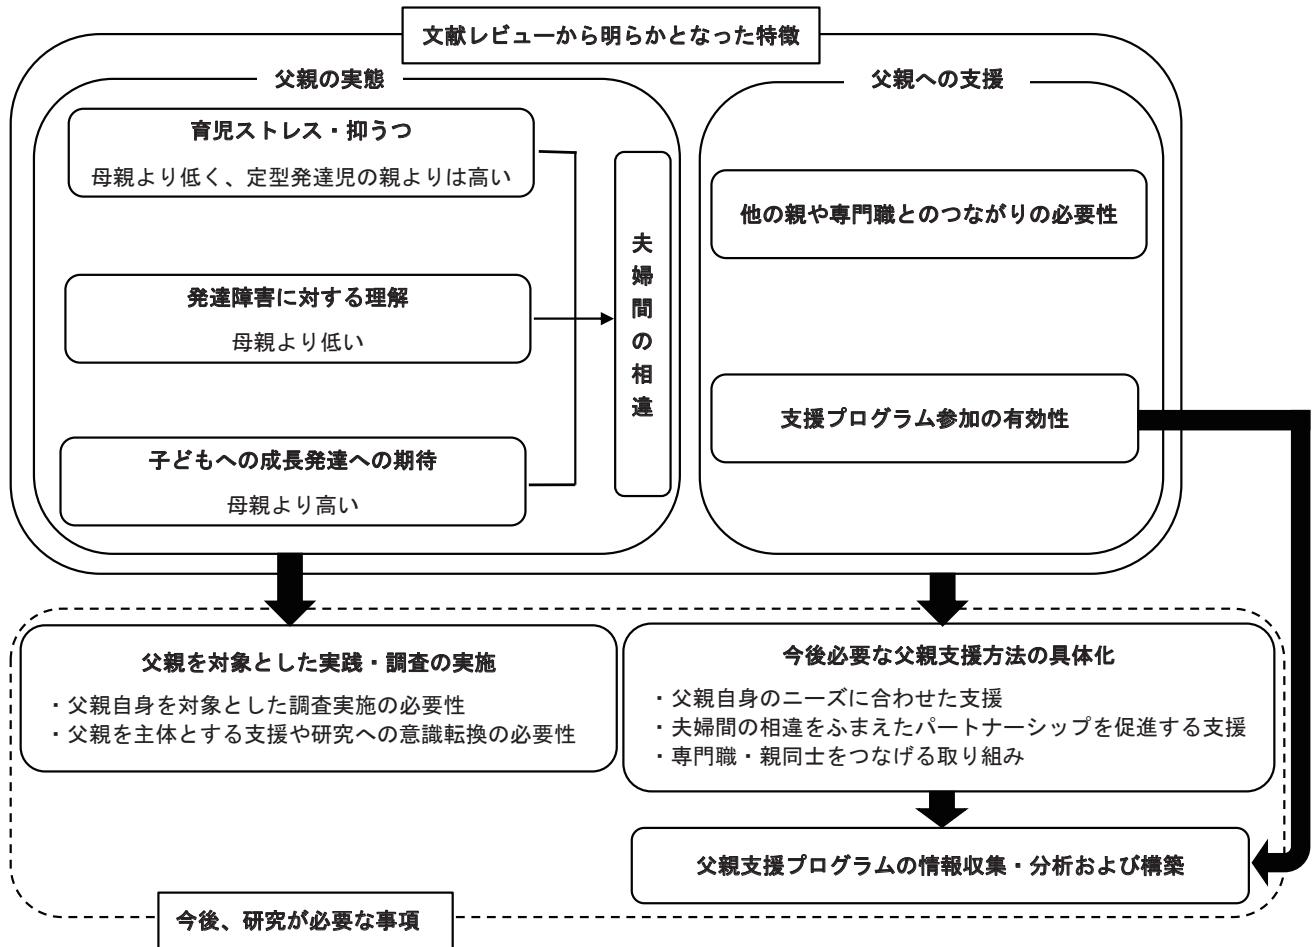 文献レビューから明らかとなった特徴
父親の実態
育児ストレス・抑うつ
母親より低く、定型発達児の親よりは高い
発達障害に対する理解
母親より低い
子どもへの成長発達への期待
母親より高い
夫婦間の相違
父親への支援
他の親や専門職とのつながりの必要性
支援プログラム参加の有効性
父親を対象とした実践・調査の実施
・父親自身を対象とした調査実施の必要性
・父親を主体とする支援や研究への意識転換の必要性
今後必要な父親支援方法の具体化
・父親自身のニーズに合わせた支援
・夫婦間の相違をふまえたパートナーシップを促進する支援
・専門職・親同士をつなげる取り組み
父親支援プログラムの情報収集・分析および構築
今後、研究が必要な事項